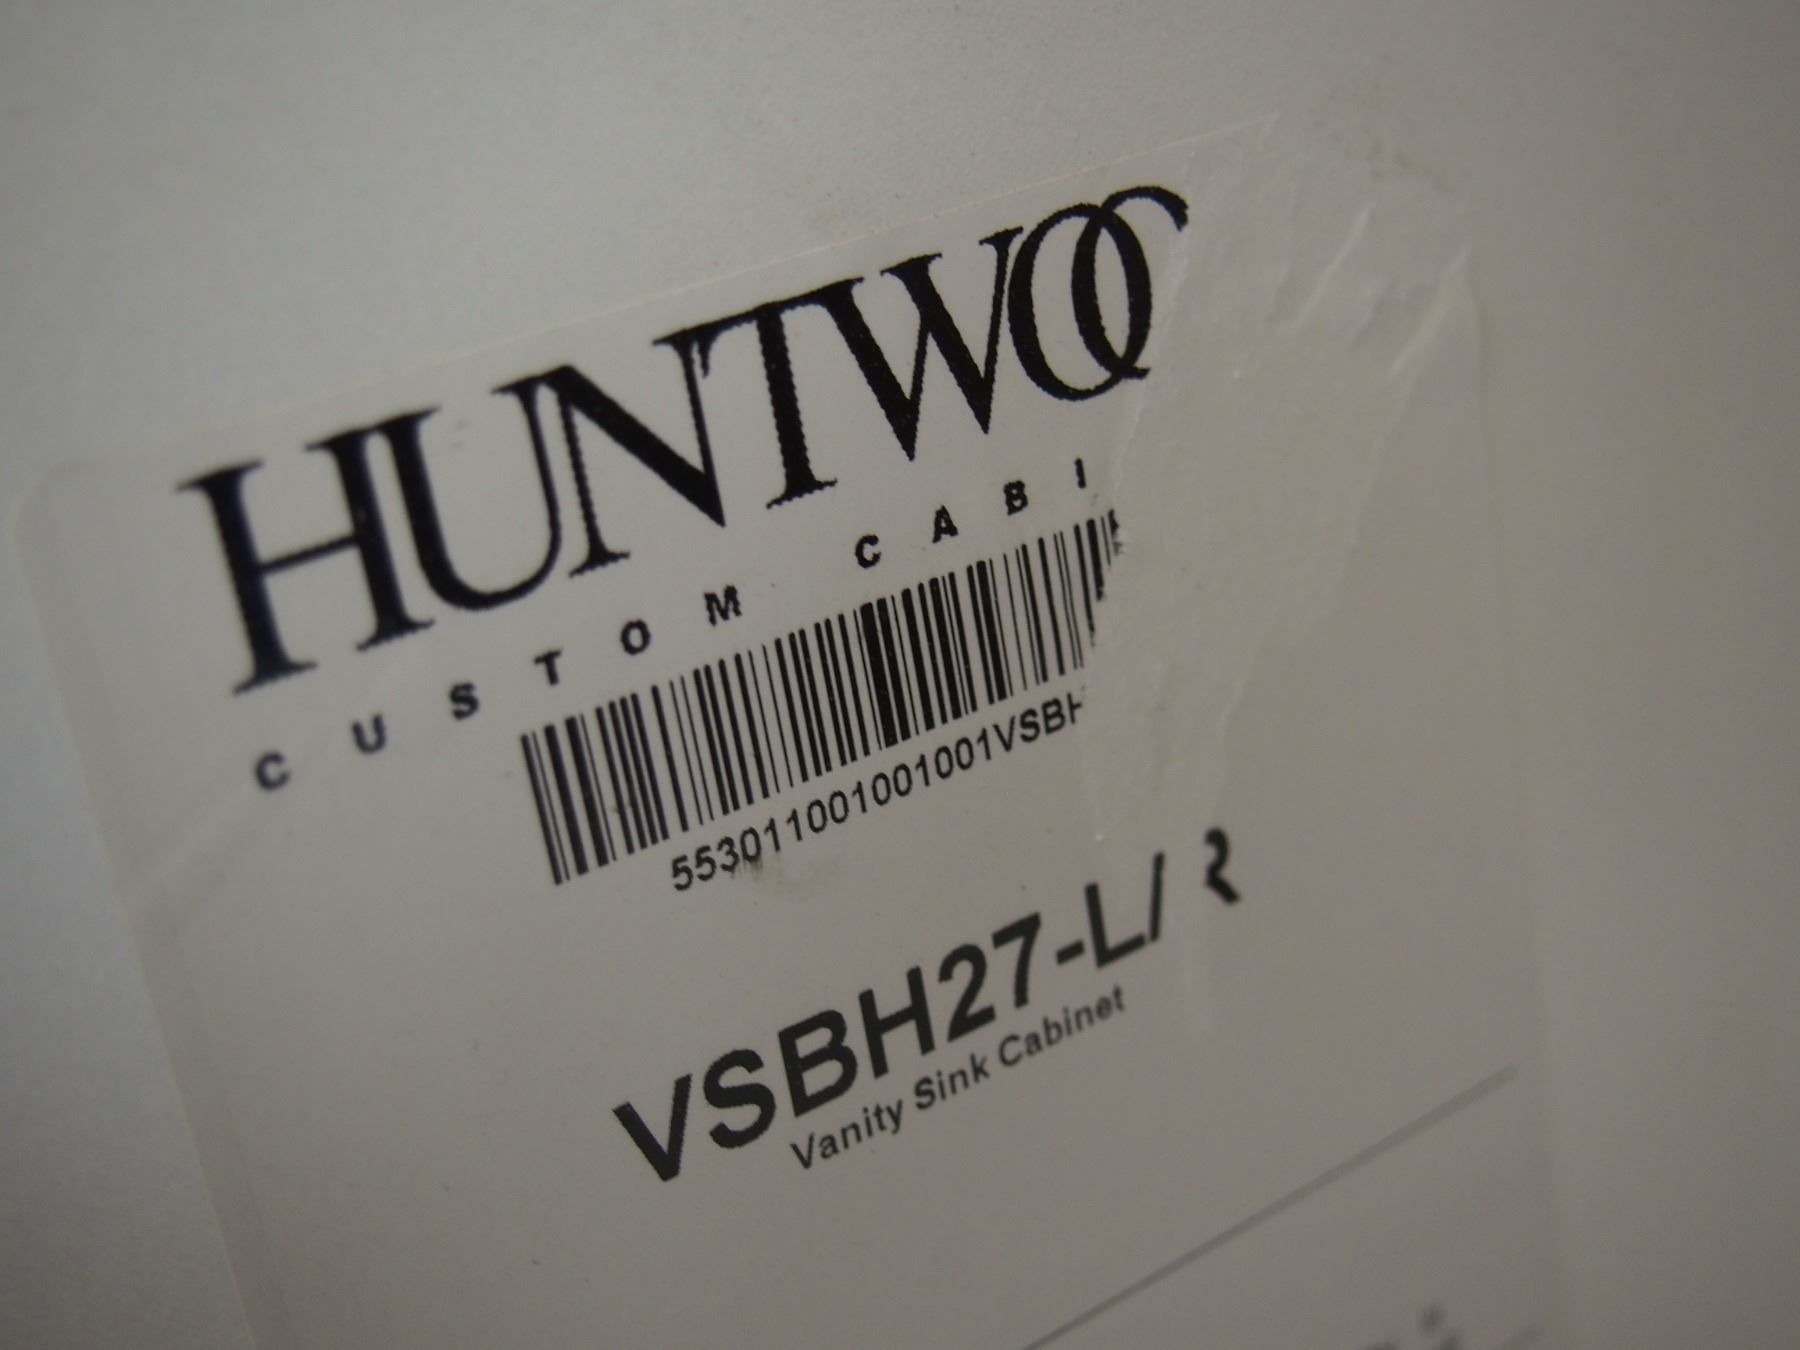 HUNTWOO
CUSTOM CABI
553011001001001VSBH
VSBH27-L/R
Vanity Sink Cabinet